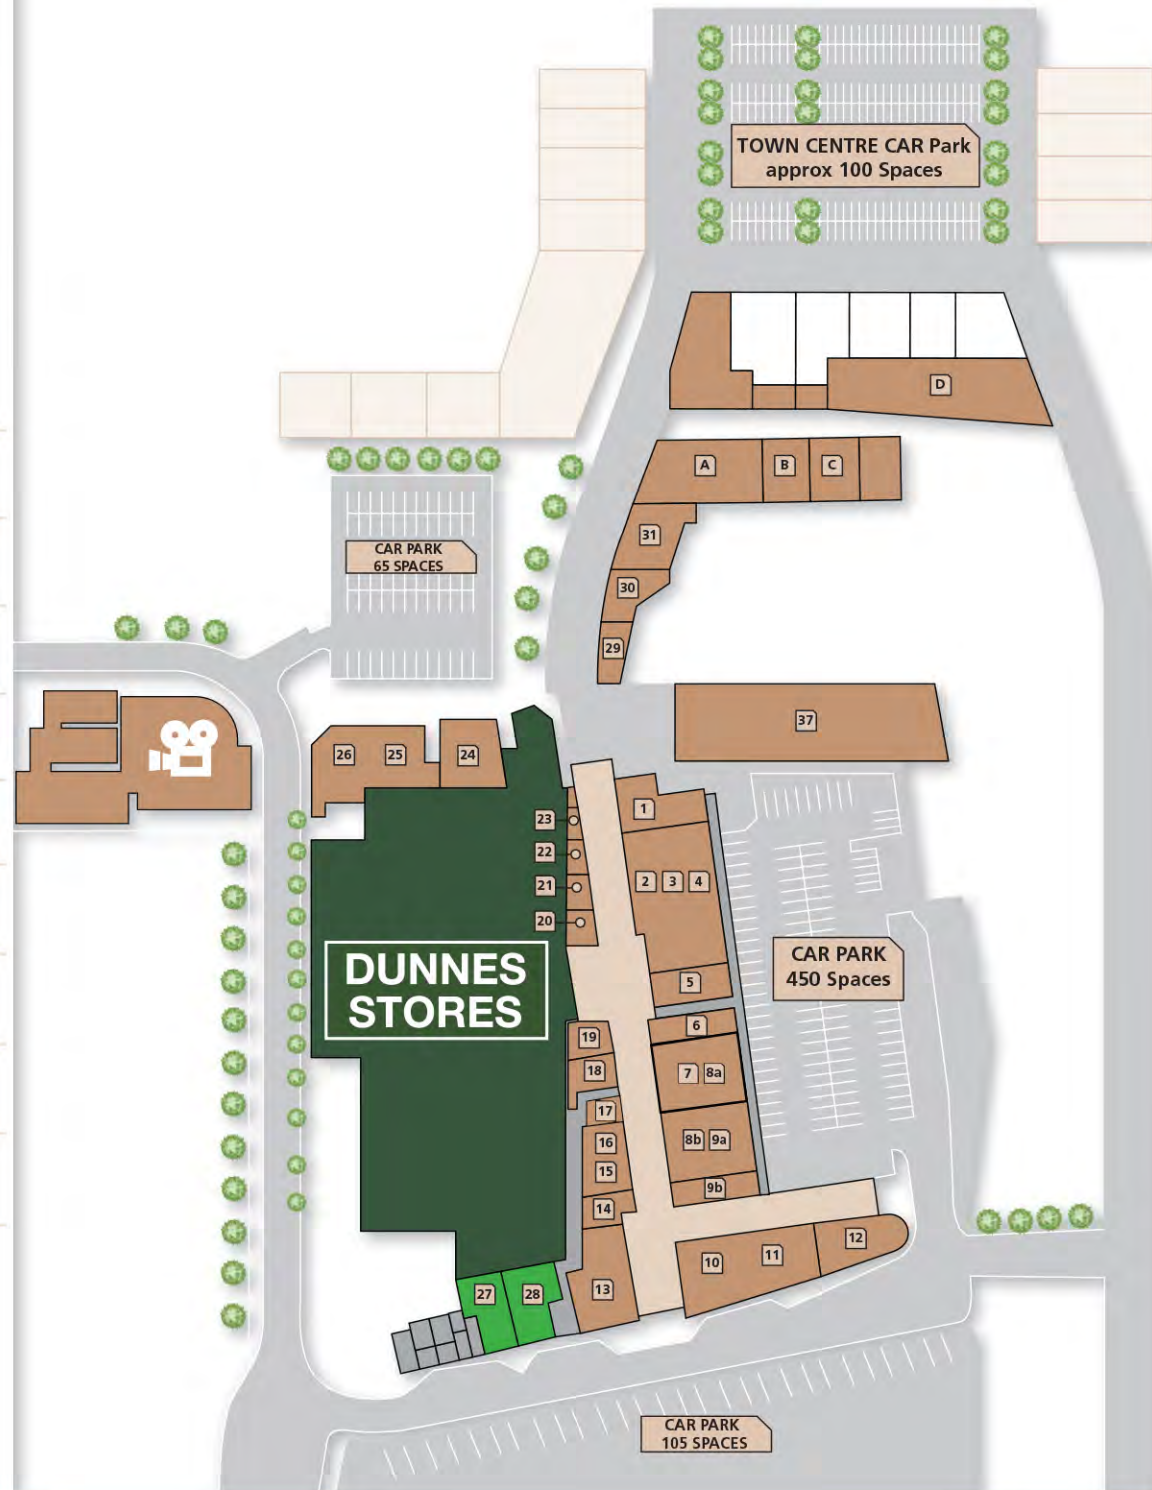 TOWN CENTRE CAR Park
approx 100 Spaces
D
A
B
C
31
CAR PARK
65 SPACES
30
29
37
26
25
24
23
1
22
2
3
4
21
20
CAR PARK
450 Spaces
DUNNES
STORES
5
6
19
18
7
8a
17
16
8b
9a
15
9b
14
12
11
10
13
27
28
CAR PARK
105 SPACES